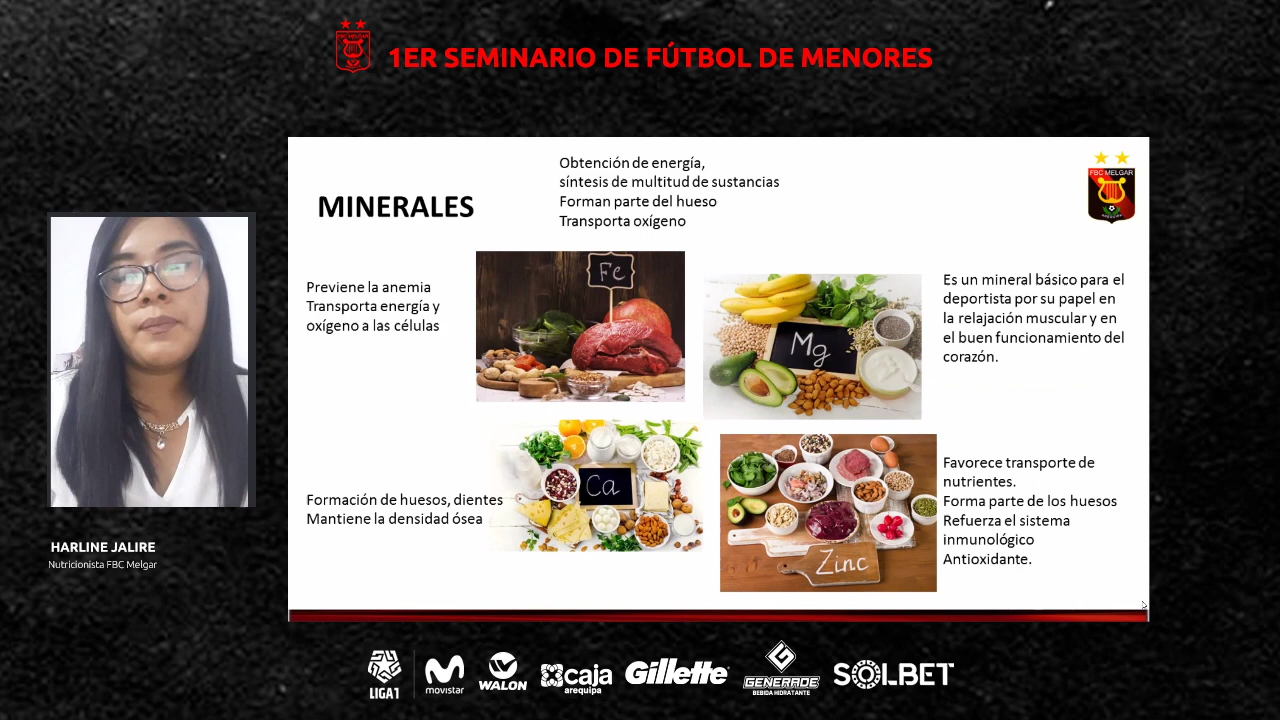 FBC MELGAR
1ER SEMINARIO DE FÚTBOL DE MENORES
MINERALES
Obtención de energía,
síntesis de multitud de sustancias
Forman parte del hueso
Transporta oxígeno
FBC MELGAR
Previene la anemia
Transporta energía y
oxígeno a las células
Fe
Mg
Es un mineral básico para el
deportista por su papel en
la relajación muscular y en
el buen funcionamiento del
corazón.
Formación de huesos, dientes
Mantiene la densidad ósea
Ca
Zinc
Favorece transporte de
nutrientes.
Forma parte de los huesos
Refuerza el sistema
inmunológico
Antioxidante.
HARLINE JALIRE
Nutricionista FBC Melgar
LIGA1
movistar
WALON
caja
arequipa
Gillette
GENERADE
BEBIDA HIDRATANTE
SOLBET